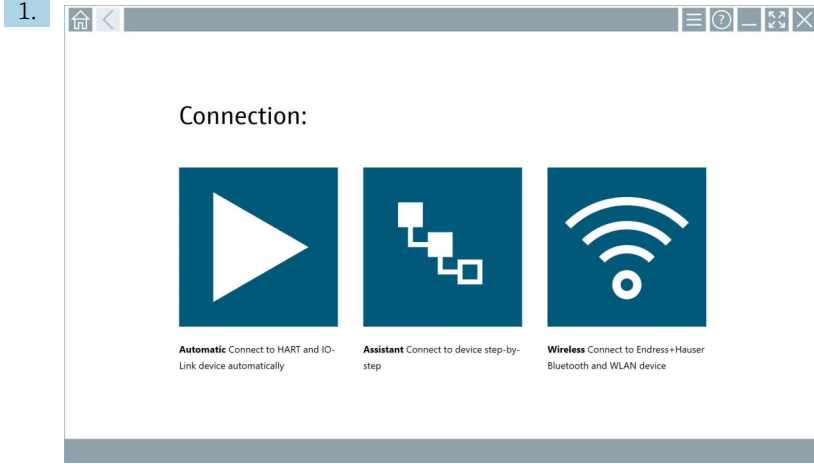 1.
Connection:
Automatic Connect to HART and IO-
Link device automatically
Assistant Connect to device step-by-
step
Wireless Connect to Endress+Hauser
Bluetooth and WLAN device